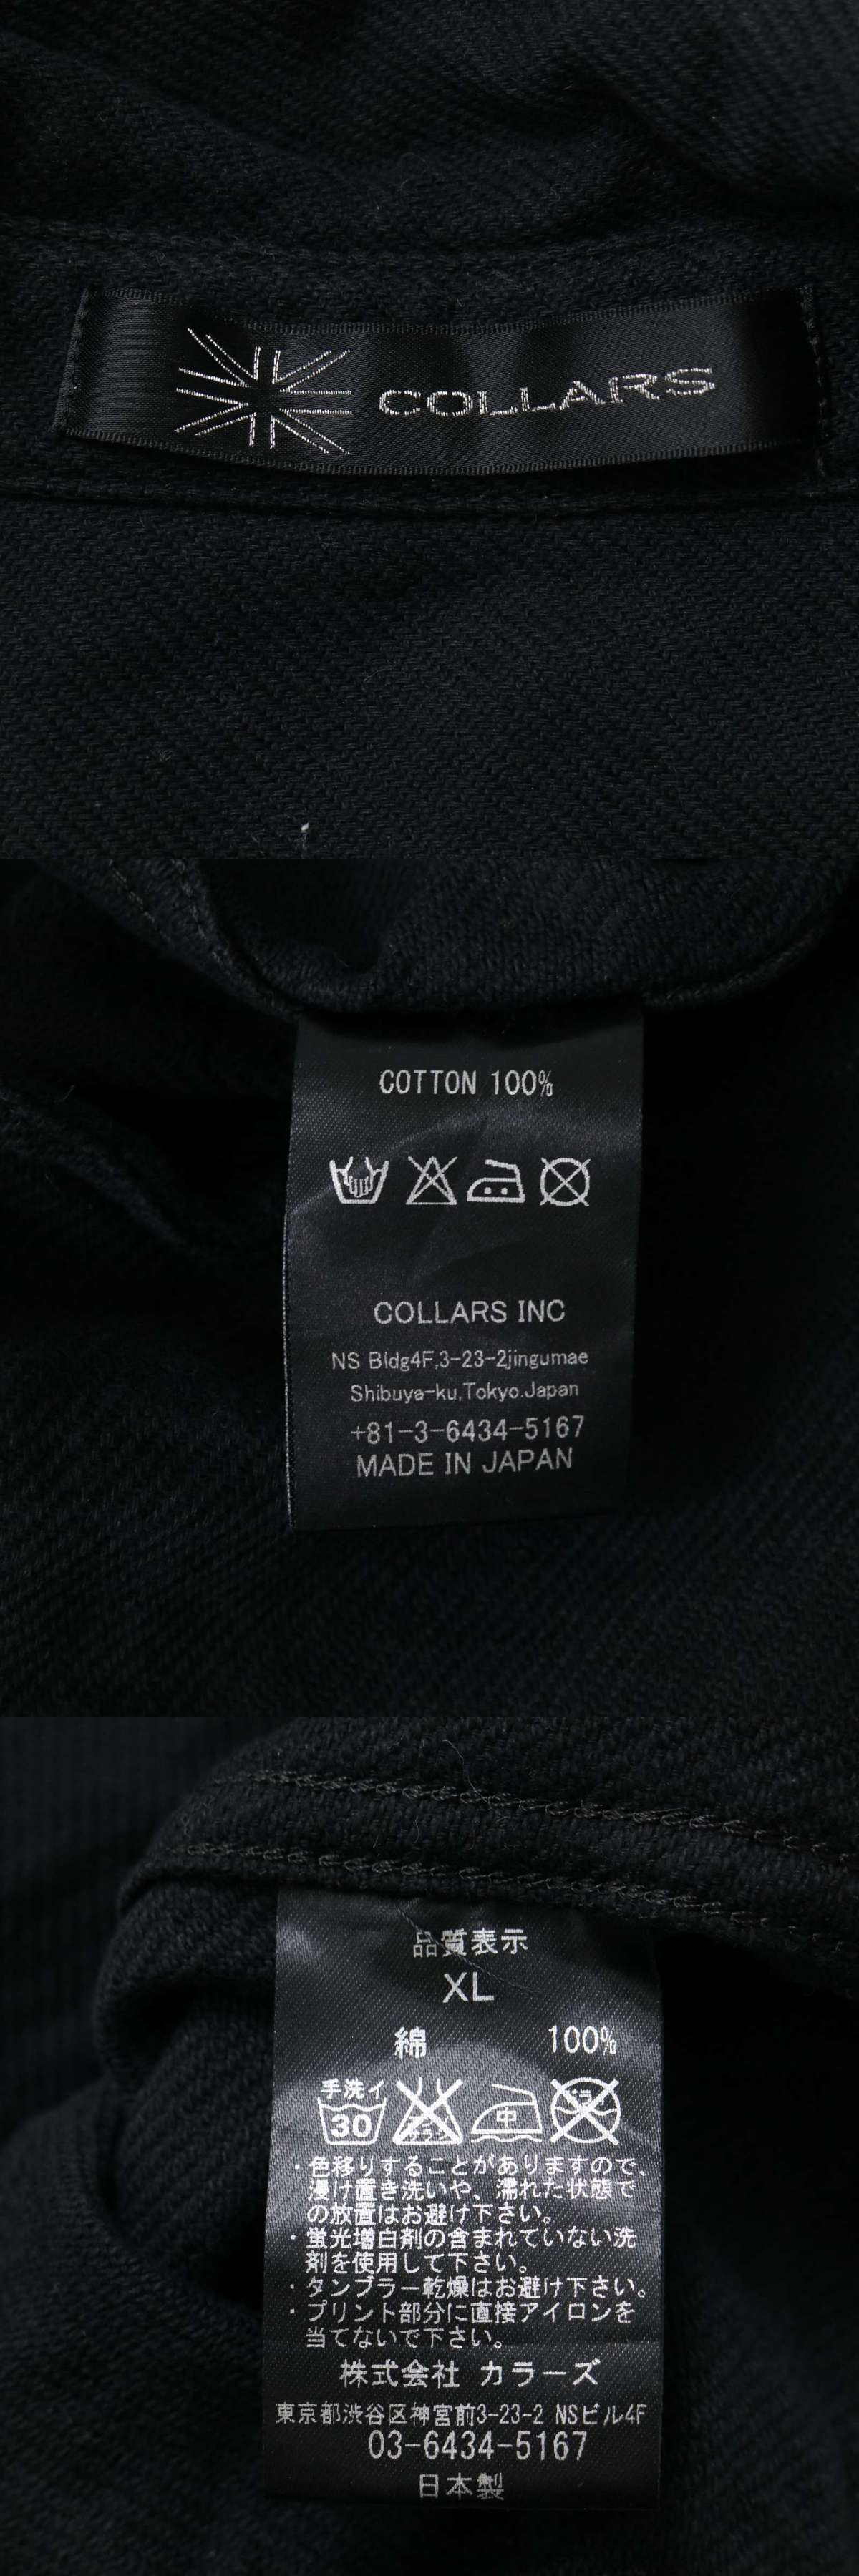 COLLARS
COTTON 100%
COLLARS INC
NS Bldg4F,3-23-2jingumae
Shibuya-ku,Tokyo.Japan
+81-3-6434-5167
MADE IN JAPAN
品質表示
XL
綿 100%
手洗イ
30 中
・色移りすることがありますので、
浸け置き洗いや、濡れた状態で
の放置はお避け下さい。
・蛍光増白剤の含まれていない洗
剤を使用して下さい。
・タンブラー乾燥はお避け下さい。
・プリント部分に直接アイロンを
当てないで下さい。
株式会社 カラーズ
東京都渋谷区神宮前3-23-2 NSビル4F
03-6434-5167
日本製